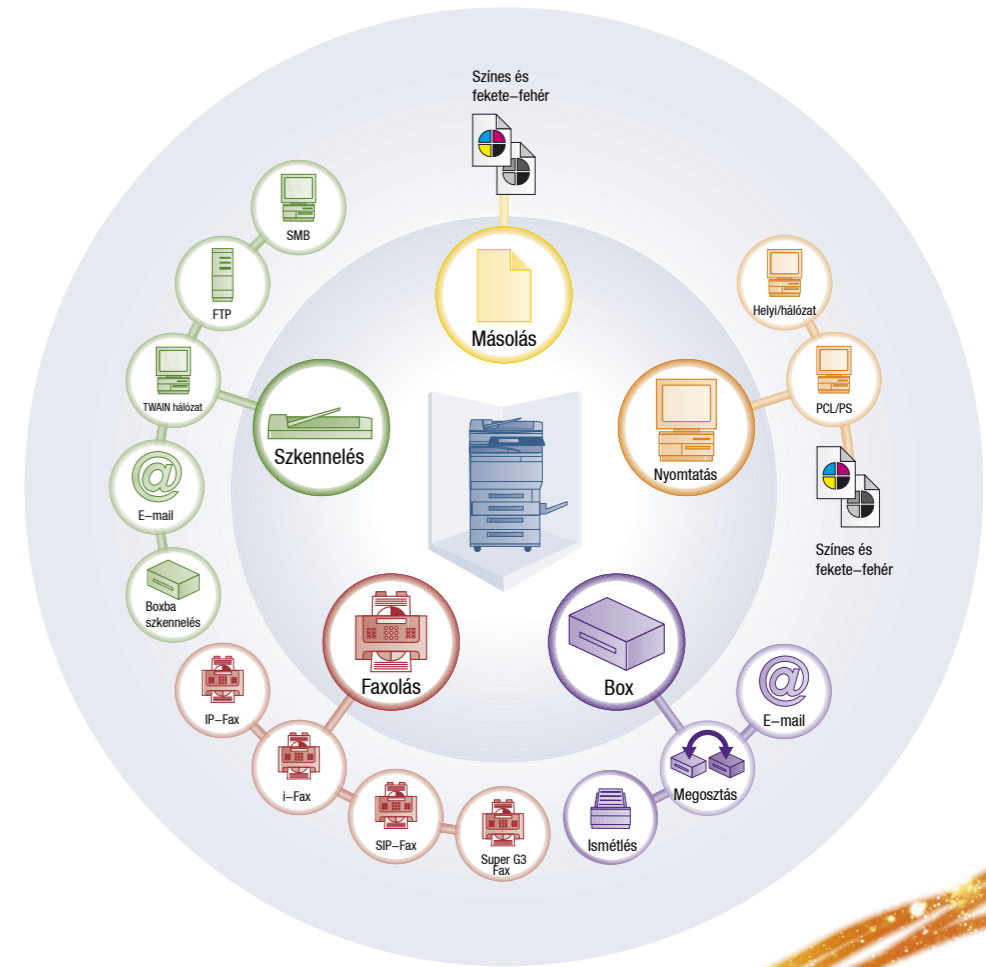 Színes és
fekete–fehér
Másolás
SMB
FTP
TWAIN hálózat
E–mail
Boxba
szkennelés
Szkennelés
Helyi/hálózat
PCL/PS
Nyomtatás
Színes és
fekete–fehér
Faxolás
IP–Fax
i–Fax
SIP–Fax
Super G3
Fax
Box
E–mail
Megosztás
Ismétlés